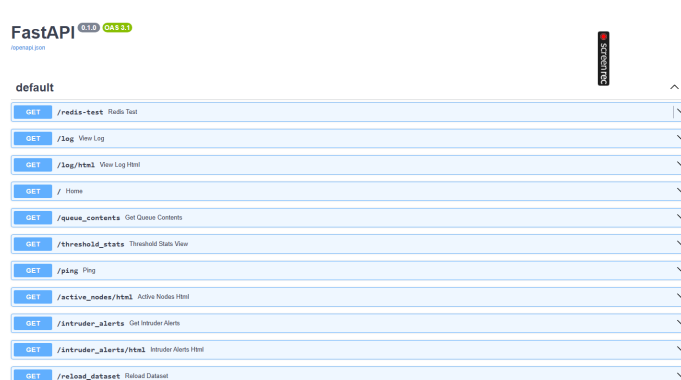 FastAPI 0.1.0 OAS 3.1
/openapi.json
screenrec
default
GET /redis-test Redis Test
GET /log View Log
GET /log/html View Log Html
GET / Home
GET /queue_contents Get Queue Contents
GET /threshold_stats Threshold Stats View
GET /ping Ping
GET /active_nodes/html Active Nodes Html
GET /intruder_alerts Get Intruder Alerts
GET /intruder_alerts/html Intruder Alerts Html
GET /reload_dataset Reload Dataset